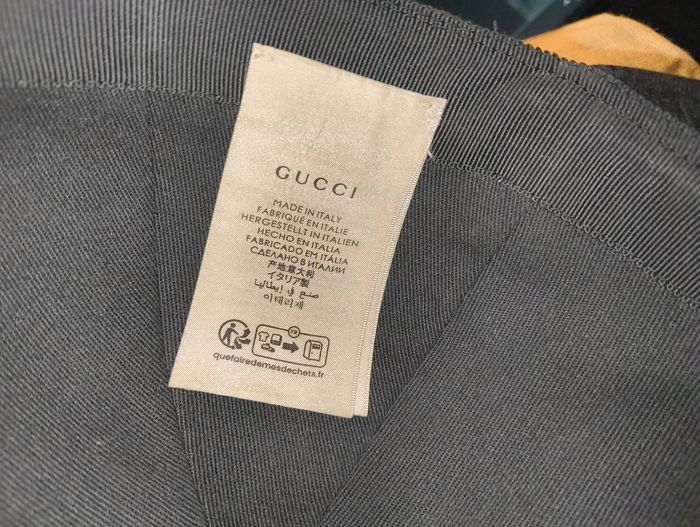 GUCCI
MADE IN ITALY
FABRIQUÉ EN ITALIE
HERGESTELLT IN ITALIEN
HECHO EN ITALIA
FABRICADO EM ITÁLIA
СДЕЛАНО В ИТАЛИИ
产地意大利
イタリア製
صنع في إيطاليا
이태리제
FR
quefairedemesdechets.fr